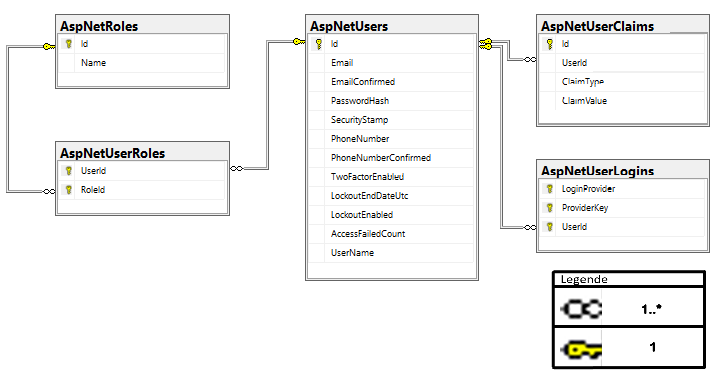 AspNetRoles
Id
Name
AspNetUserRoles
UserId
RoleId
AspNetUsers
Id
Email
EmailConfirmed
PasswordHash
SecurityStamp
PhoneNumber
PhoneNumberConfirmed
TwoFactorEnabled
LockoutEndDateUtc
LockoutEnabled
AccessFailedCount
UserName
AspNetUserClaims
Id
UserId
ClaimType
ClaimValue
AspNetUserLogins
LoginProvider
ProviderKey
UserId
Legende
1..*
1